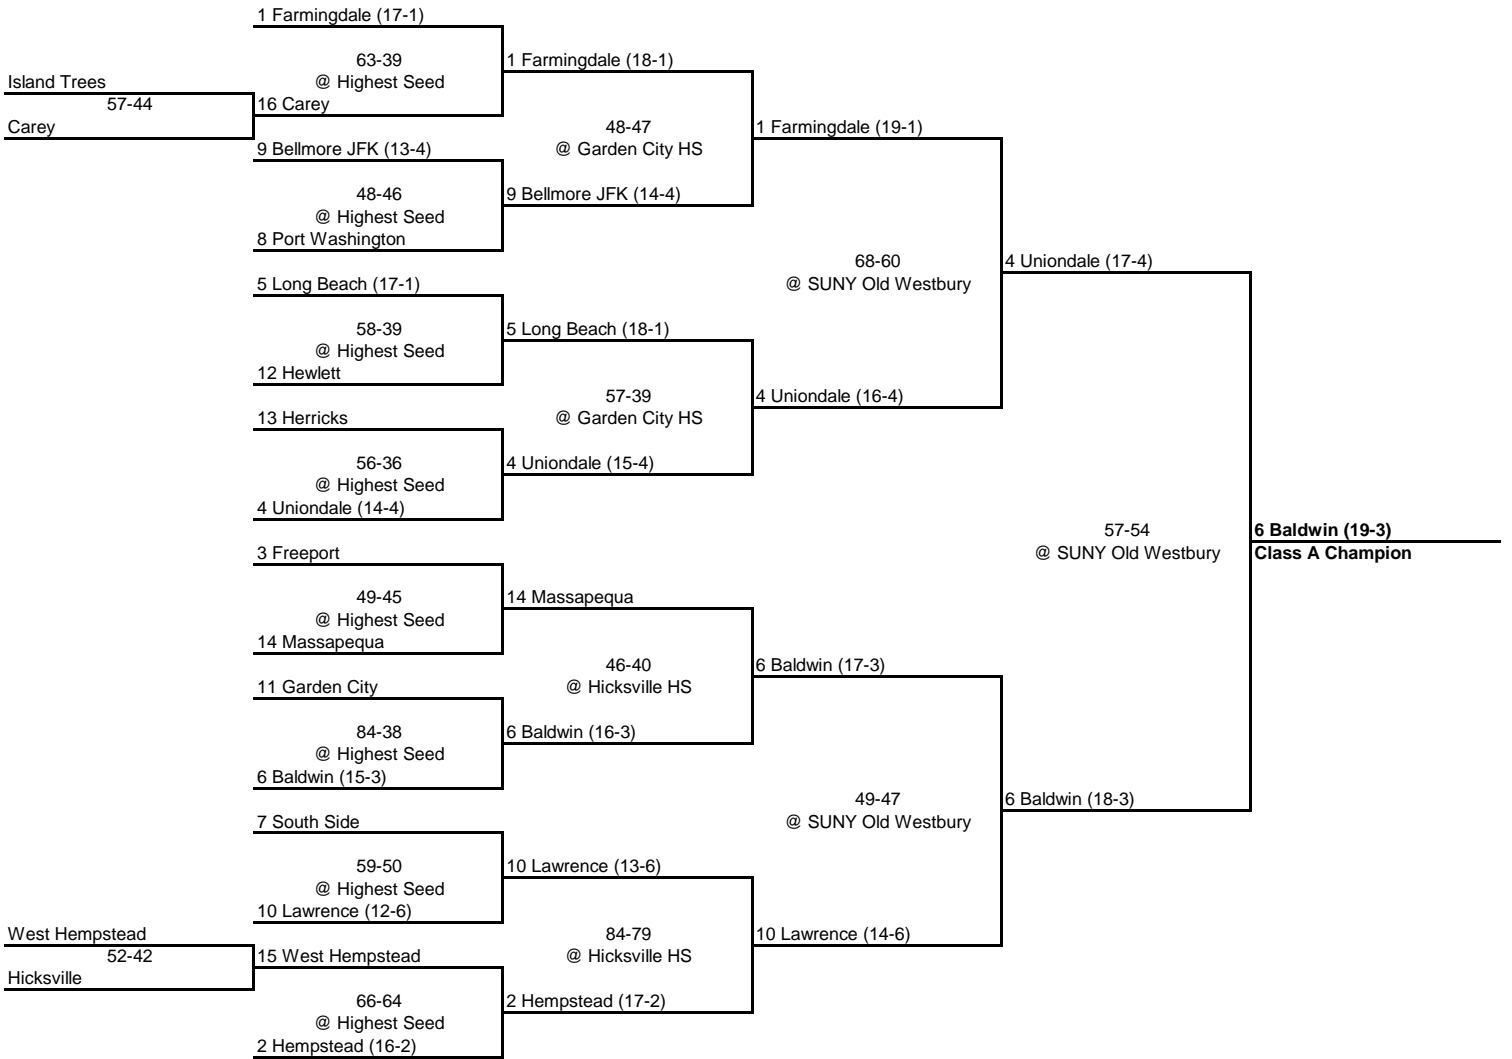 1 Farmingdale (17-1)
63-39
@ Highest Seed
1 Farmingdale (18-1)
Island Trees
57-44
16 Carey
Carey
48-47
@ Garden City HS
1 Farmingdale (19-1)
9 Bellmore JFK (13-4)
48-46
@ Highest Seed
9 Bellmore JFK (14-4)
8 Port Washington
68-60
@ SUNY Old Westbury
4 Uniondale (17-4)
5 Long Beach (17-1)
58-39
@ Highest Seed
5 Long Beach (18-1)
12 Hewlett
57-39
@ Garden City HS
4 Uniondale (16-4)
13 Herricks
56-36
@ Highest Seed
4 Uniondale (15-4)
4 Uniondale (14-4)
57-54
@ SUNY Old Westbury
6 Baldwin (19-3)
Class A Champion
3 Freeport
49-45
@ Highest Seed
14 Massapequa
14 Massapequa
46-40
@ Hicksville HS
6 Baldwin (17-3)
11 Garden City
84-38
@ Highest Seed
6 Baldwin (16-3)
6 Baldwin (15-3)
49-47
@ SUNY Old Westbury
6 Baldwin (18-3)
7 South Side
59-50
@ Highest Seed
10 Lawrence (13-6)
10 Lawrence (12-6)
84-79
@ Hicksville HS
10 Lawrence (14-6)
West Hempstead
52-42
15 West Hempstead
Hicksville
66-64
@ Highest Seed
2 Hempstead (17-2)
2 Hempstead (16-2)